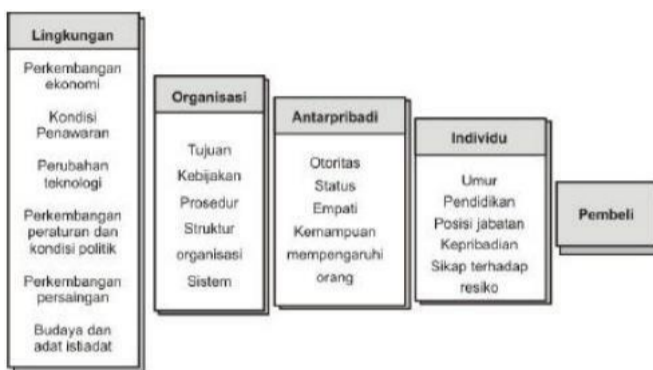 Lingkungan
Perkembangan
ekonomi
Kondisi
Penawaran
Perubahan
teknologi
Perkembangan
peraturan dan
kondisi politik
Perkembangan
persaingan
Budaya dan
adat istiadat
Organisasi
Tujuan
Kebijakan
Prosedur
Struktur
organisasi
Sistem
Antarpribadi
Otoritas
Status
Empati
Kemampuan
mempengaruhi
orang
Individu
Umur
Pendidikan
Posisi jabatan
Kepribadian
Sikap terhadap
resiko
Pembeli